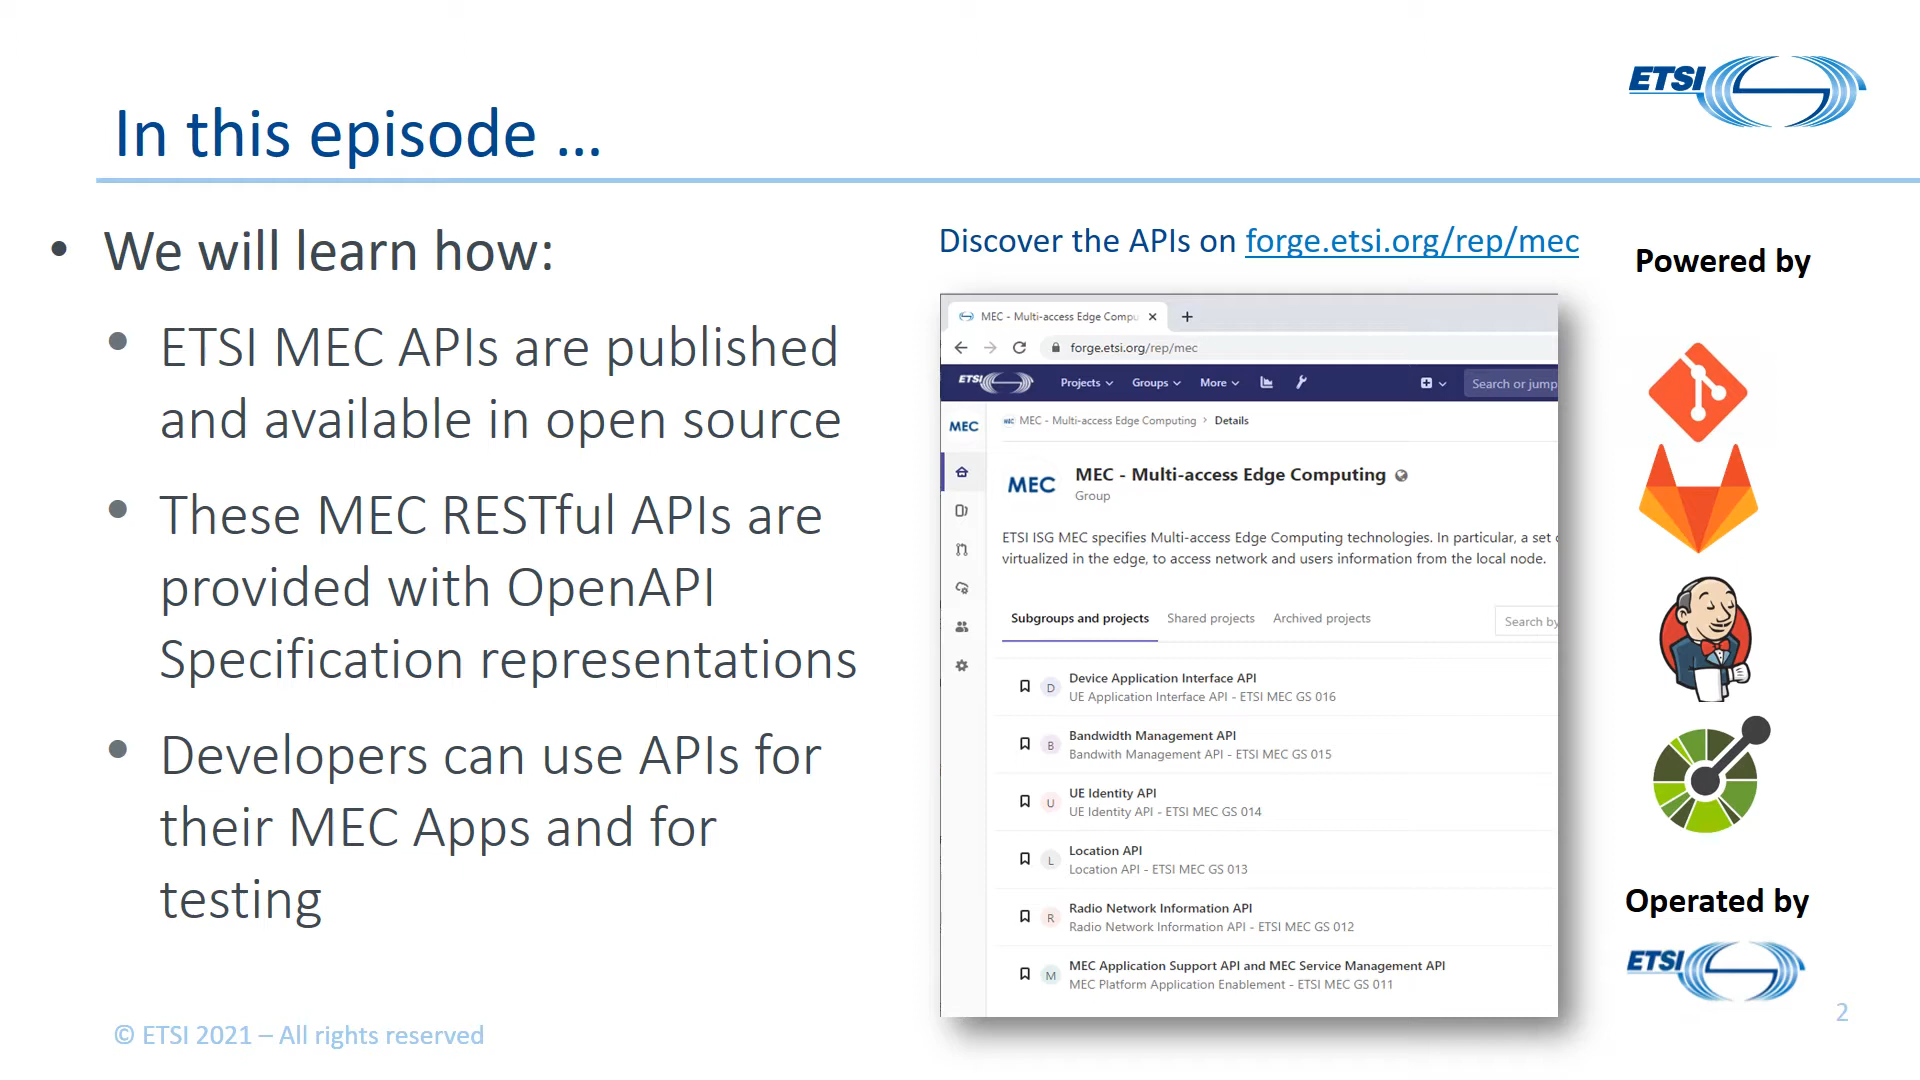 ETSI
In this episode ...
• We will learn how:
• ETSI MEC APIs are published
and available in open source
• These MEC RESTful APIs are
provided with OpenAPI
Specification representations
• Developers can use APIs for
their MEC Apps and for
testing
Discover the APIs on forge.etsi.org/rep/mec
MEC - Multi-access Edge Compu
forge.etsi.org/rep/mec
ETSI Projects Groups More Search or jump
MEC
MEC MEC - Multi-access Edge Computing › Details
MEC
MEC - Multi-access Edge Computing
Group
ETSI ISG MEC specifies Multi-access Edge Computing technologies. In particular, a set
virtualized in the edge, to access network and users information from the local node.
Subgroups and projects Shared projects Archived projects Search by
D Device Application Interface API
UE Application Interface API - ETSI MEC GS 016
B Bandwidth Management API
Bandwith Management API - ETSI MEC GS 015
U UE Identity API
UE Identity API - ETSI MEC GS 014
L Location API
Location API - ETSI MEC GS 013
R Radio Network Information API
Radio Network Information API - ETSI MEC GS 012
M MEC Application Support API and MEC Service Management API
MEC Platform Application Enablement - ETSI MEC GS 011
Powered by
Operated by
ETSI
© ETSI 2021 – All rights reserved
2